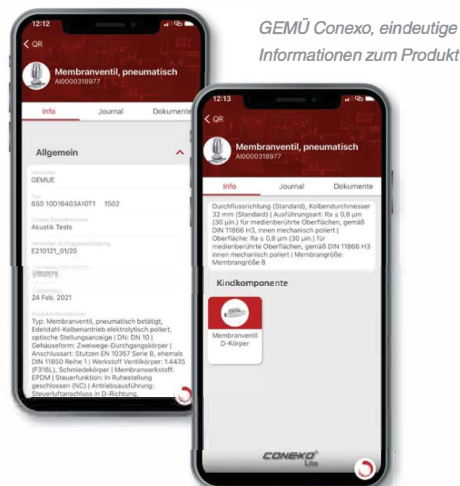 GEMÜ Conexo, eindeutige
Informationen zum Produkt
12:12
QR
Membranventil, pneumatisch
AI0000318977
Info
Journal
Dokumente
Allgemein
Hersteller
GEMUE
Typ
650 10D16403A10T1 1502
Unsere Bestellnummer
Akustik Tests
E210121_01/20
24 Feb. 2021
Produktinformationen
Typ: Membranventil, pneumatisch betätigt,
Edelstahl-Kolbenantrieb elektrolytisch poliert,
optische Stellungsanzeige | DN: DN 10 |
Gehäuseform: Zweiwege-Durchgangskörper |
Anschlussart: Stutzen EN 10357 Serie B, ehemals
DIN 11850 Reihe 1 | Werkstoff Ventilkörper: 1.4435
(F316L), Schmiedekörper | Membranwerkstoff:
EPDM | Steuerfunktion: In Ruhestellung
geschlossen (NC) | Antriebsausführung:
Steuerluftanschluss in D-Richtung,
12:13
QR
Membranventil, pneumatisch
AI0000318977
Info
Journal
Dokumente
Durchflussrichtung (Standard), Kolbendurchmesser
32 mm (Standard) | Ausführungsart: Ra ≤ 0,8 µm
(30 µin.) für medienberührte Oberflächen, gemäß
DIN 11866 H3, innen mechanisch poliert |
Oberfläche: Ra ≤ 0,8 µm (30 µin.) für
medienberührte Oberflächen, gemäß DIN 11866 H3
innen mechanisch poliert | Membrangröße:
Membrangröße 8
Kindkomponente
Membranventil
D-Körper
CONEXO
Lite